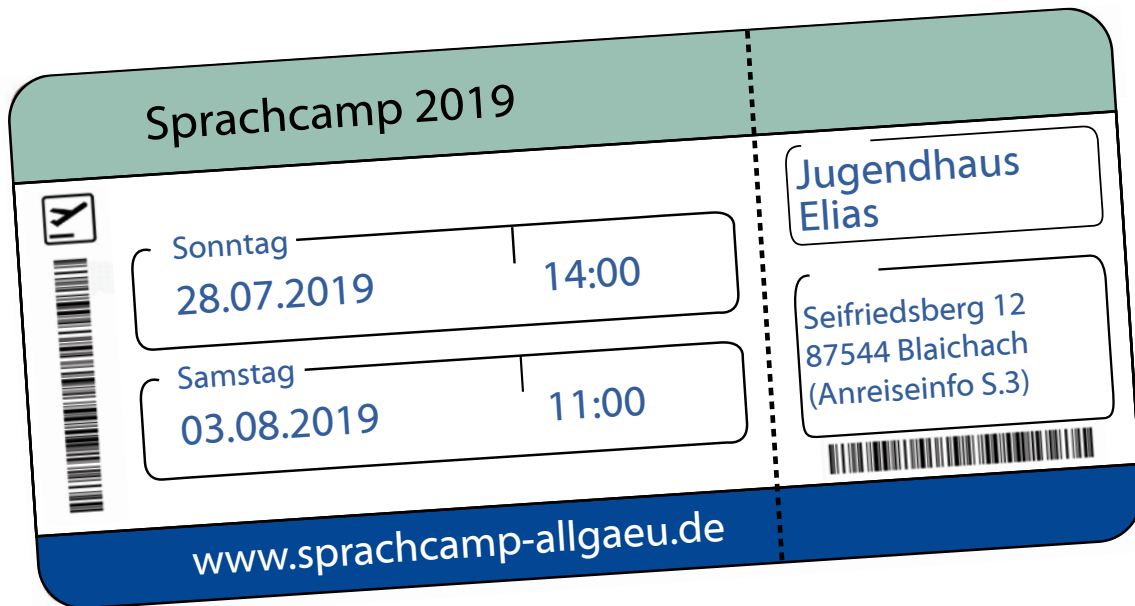 Sprachcamp 2019
Sonntag
28.07.2019 14:00
Samstag
03.08.2019 11:00
Jugendhaus
Elias
Seifriedsberg 12
87544 Blaichach
(Anreiseinfo S.3)
www.sprachcamp-allgaeu.de